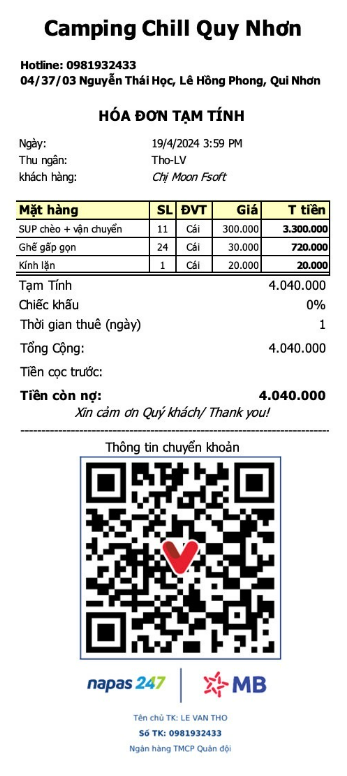 Camping Chill Quy Nhơn
Hotline: 0981932433
04/37/03 Nguyễn Thái Học, Lê Hồng Phong, Qui Nhơn
HÓA ĐƠN TẠM TÍNH
Ngày: 19/4/2024 3:59 PM
Thu ngân: Tho-LV
khách hàng: Chị Moon Fsoft
Mặt hàng SL ĐVT Giá T tiền
SUP chèo + vận chuyển 11 Cái 300.000 3.300.000
Ghế gấp gọn 24 Cái 30.000 720.000
Kính lặn 1 Cái 20.000 20.000
Tạm Tính 4.040.000
Chiếc khấu 0%
Thời gian thuê (ngày) 1
Tổng Cộng: 4.040.000
Tiền cọc trước:
Tiền còn nợ: 4.040.000
Xin cảm ơn Quý khách/ Thank you!
Thông tin chuyển khoản
napas 247 MB
Tên chủ TK: LE VAN THO
Số TK: 0981932433
Ngân hàng TMCP Quân đội